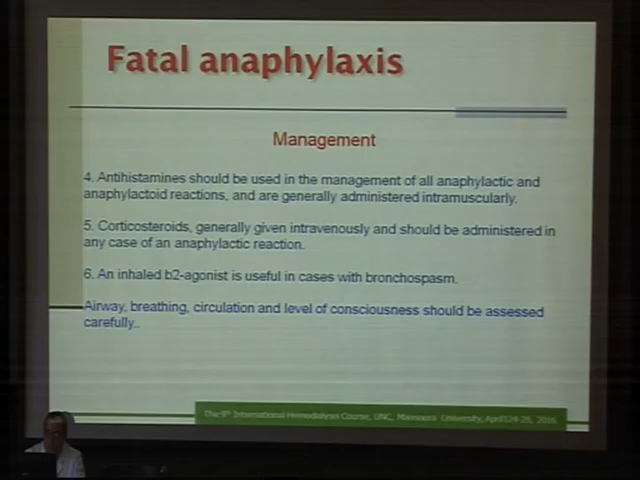 Fatal anaphylaxis
Management
4. Antihistamines should be used in the management of all anaphylactic and
anaphylactoid reactions, and are generally administered intramuscularly.
5. Corticosteroids, generally given intravenously and should be administered in
any case of an anaphylactic reaction.
6. An inhaled b2-agonist is useful in cases with bronchospasm.
Airway, breathing, circulation and level of consciousness should be assessed
carefully..
The 9th International Hemodialysis Course, UNC, Mansoura University, April 24-28, 2016